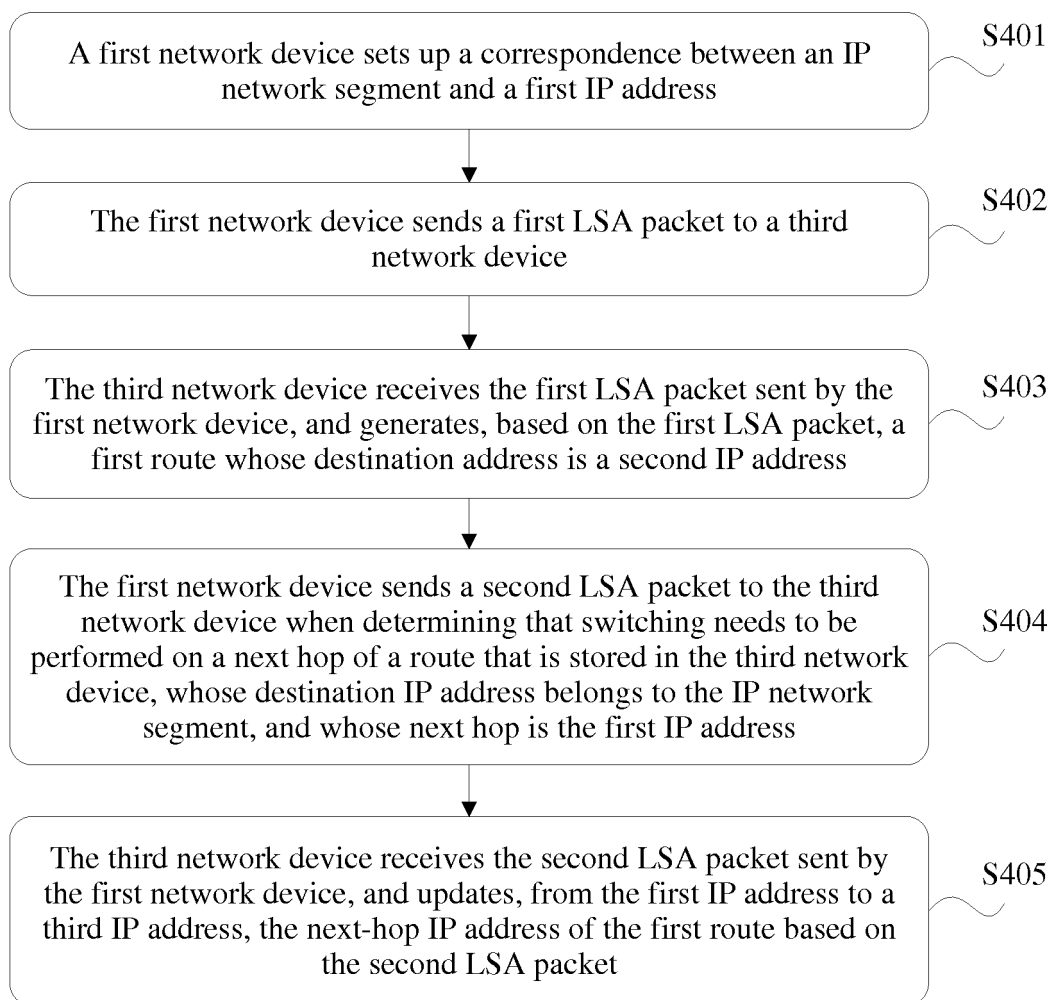 A first network device sets up a correspondence between an IP
network segment and a first IP address
S401
The first network device sends a first LSA packet to a third
network device
S402
The third network device receives the first LSA packet sent by the
first network device, and generates, based on the first LSA packet, a
first route whose destination address is a second IP address
S403
The first network device sends a second LSA packet to the third
network device when determining that switching needs to be
performed on a next hop of a route that is stored in the third network
device, whose destination IP address belongs to the IP network
segment, and whose next hop is the first IP address
S404
The third network device receives the second LSA packet sent by
the first network device, and updates, from the first IP address to a
third IP address, the next-hop IP address of the first route based on
the second LSA packet
S405